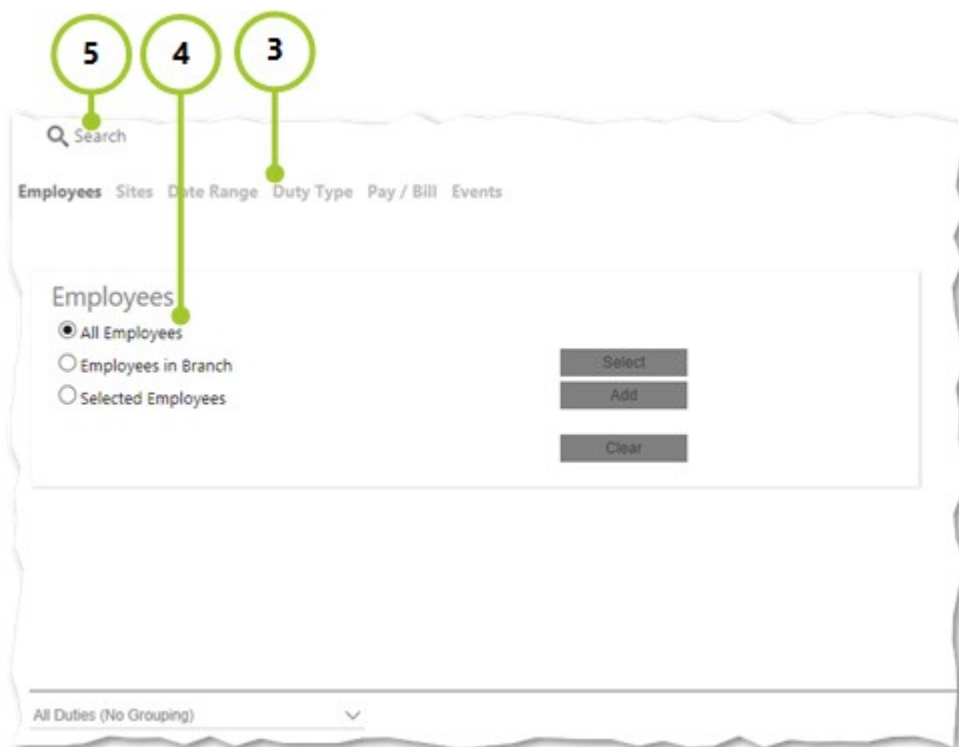 5 4 3
Search
Employees Sites Date Range Duty Type Pay / Bill Events
Employees
All Employees
Employees in Branch
Select
Selected Employees
Add
Clear
All Duties (No Grouping)